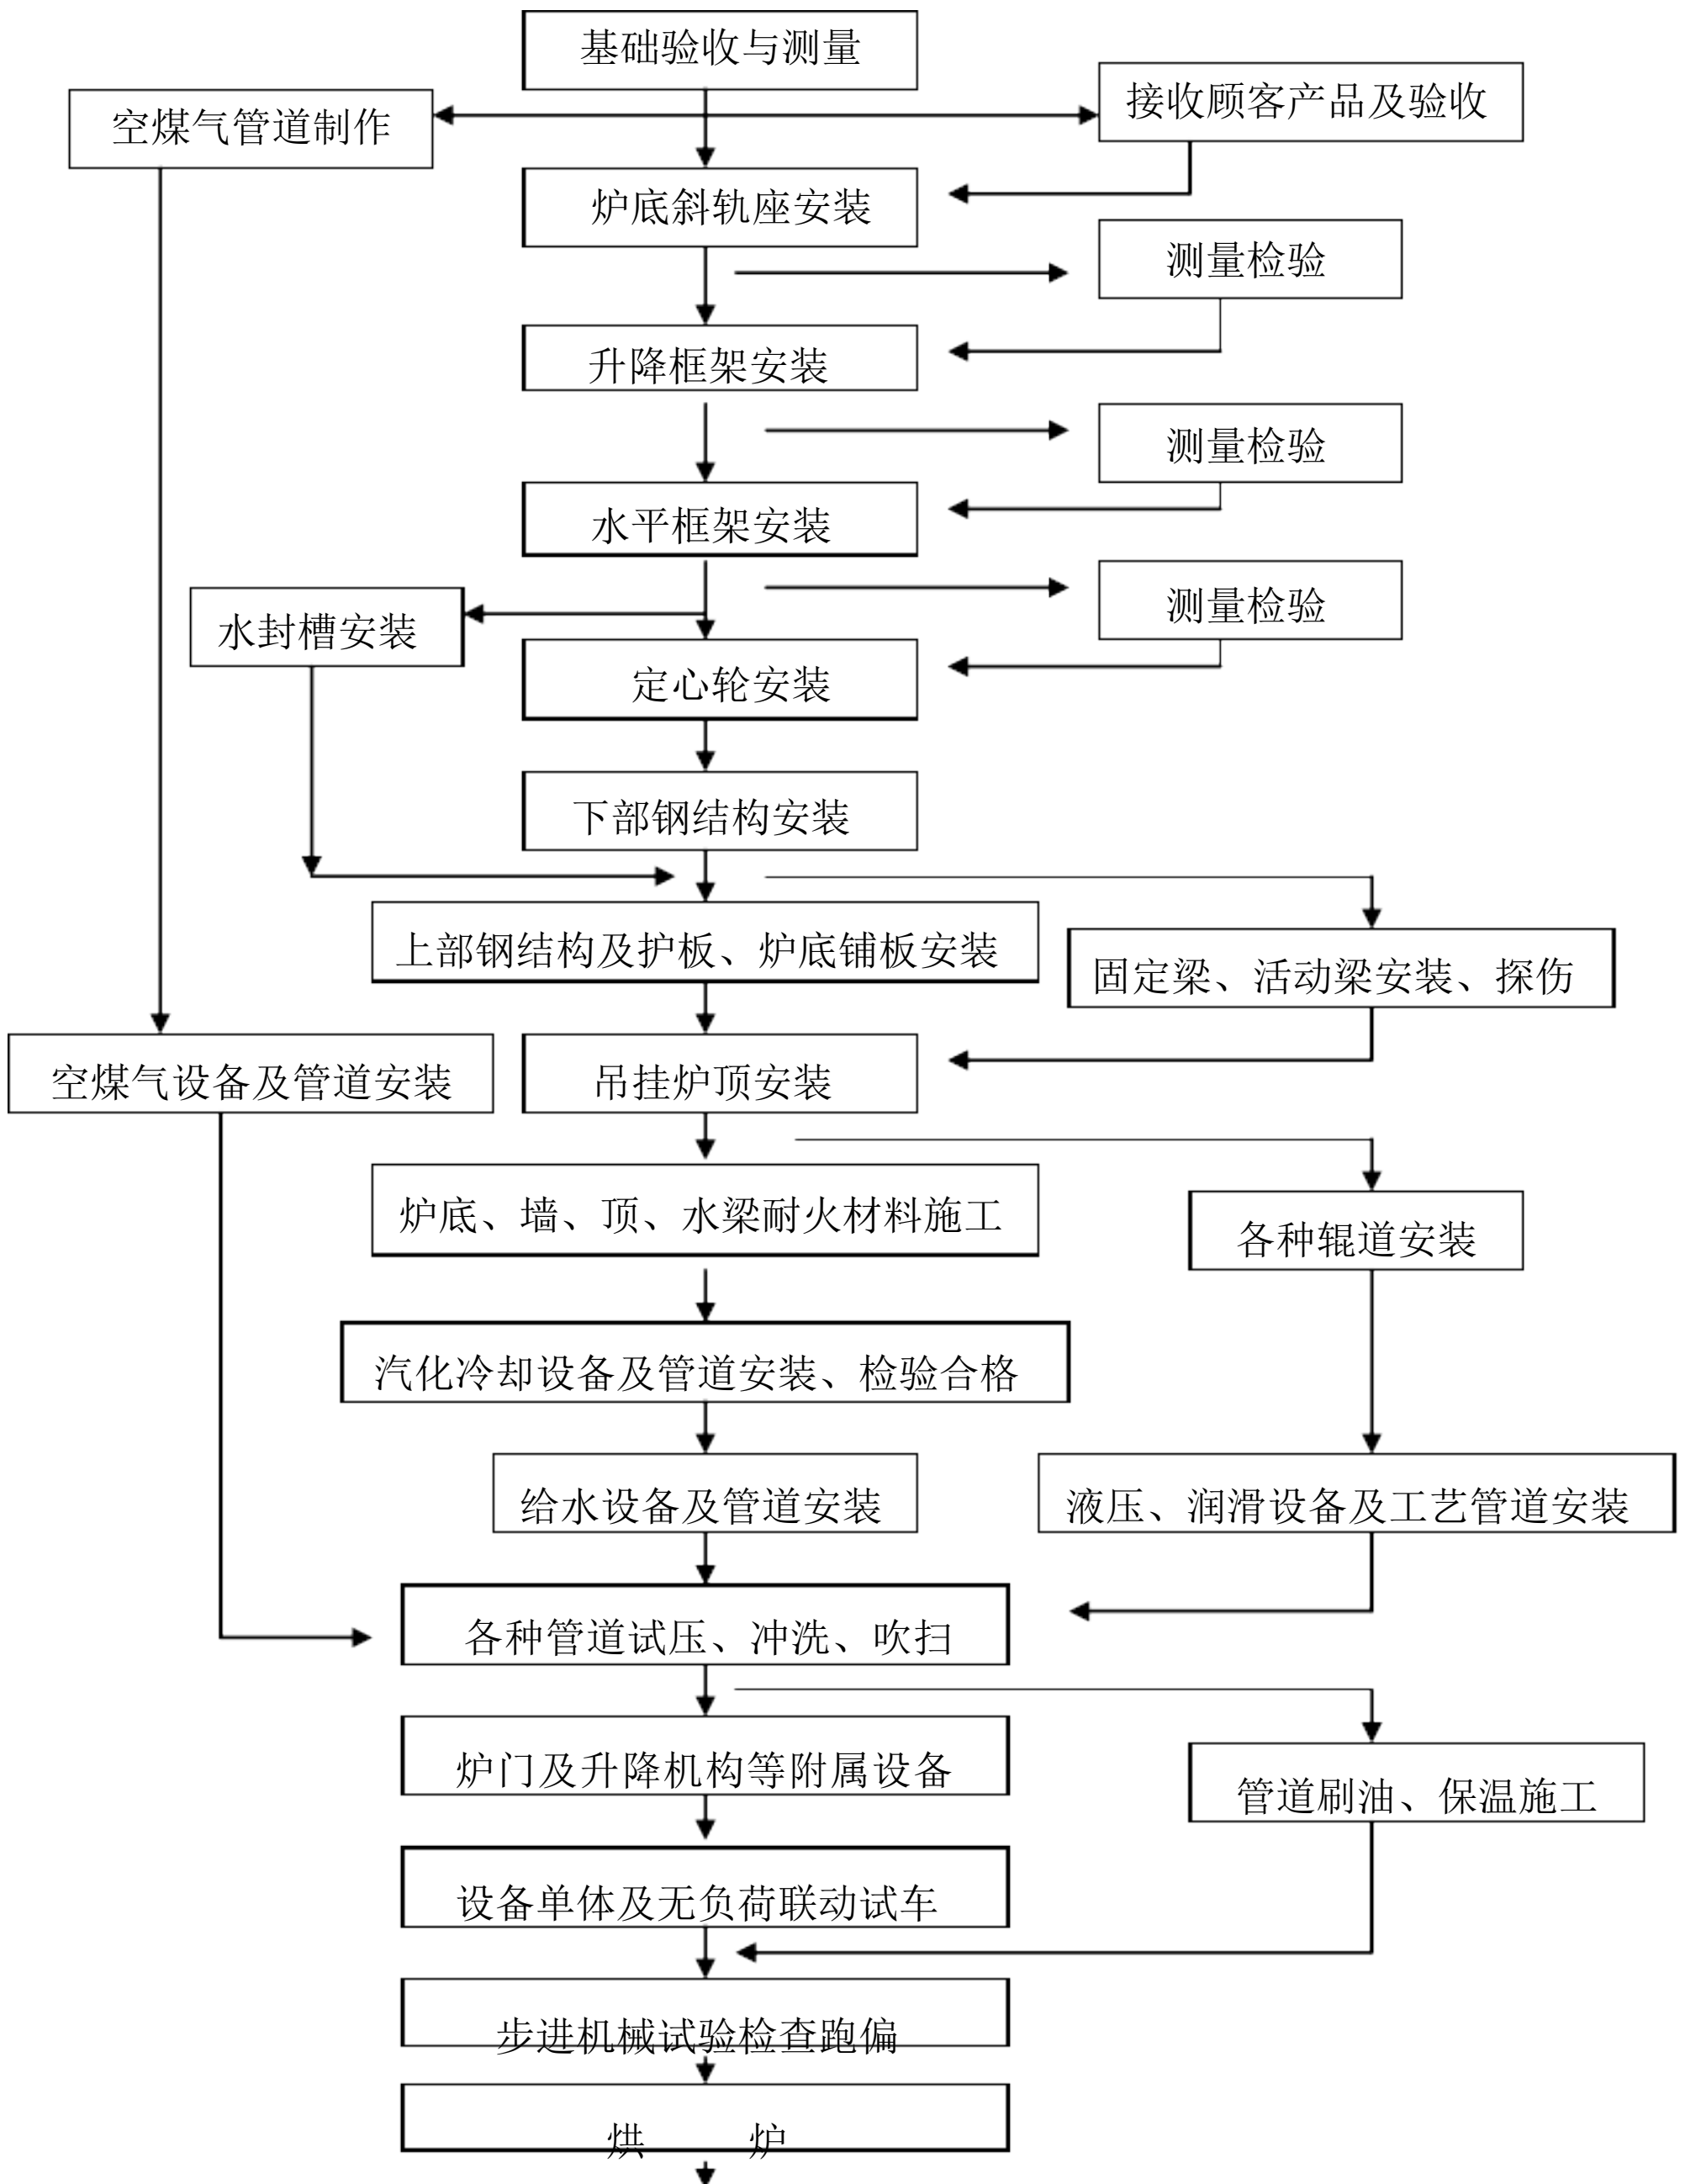 基础验收与测量
接收顾客产品及验收
空煤气管道制作
炉底斜轨座安装
测量检验
升降框架安装
测量检验
水平框架安装
测量检验
水封槽安装
定心轮安装
下部钢结构安装
上部钢结构及护板、炉底铺板安装
固定梁、活动梁安装、探伤
空煤气设备及管道安装
吊挂炉顶安装
炉底、墙、顶、水梁耐火材料施工
各种辊道安装
汽化冷却设备及管道安装、检验合格
给水设备及管道安装
液压、润滑设备及工艺管道安装
各种管道试压、冲洗、吹扫
炉门及升降机构等附属设备
管道刷油、保温施工
设备单体及无负荷联动试车
步进机械试验检查跑偏
烘 炉